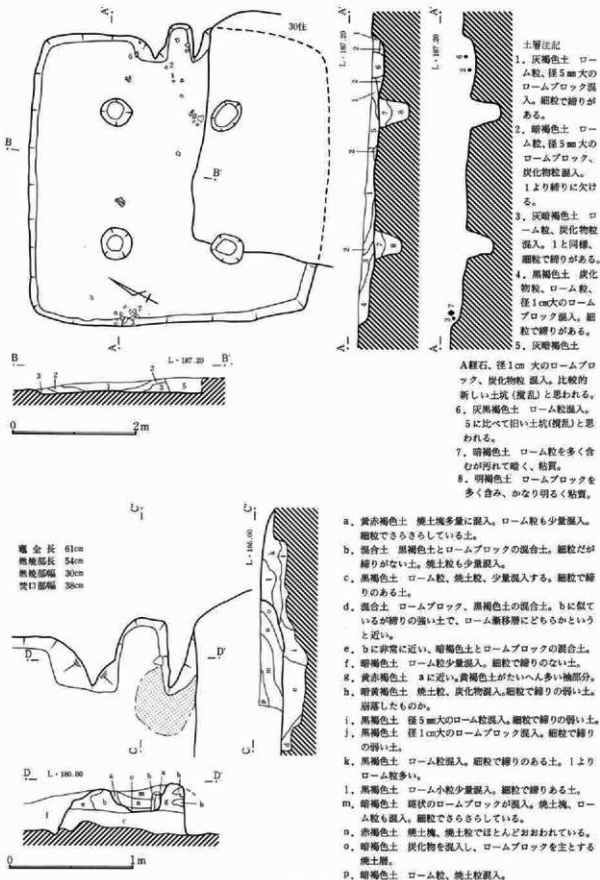 30住
A
A'
B
B'
L・187.20
土層注記
1、灰褐色土 ロー
ム粒、径5㎜大の
ロームブロック混
入。細粒で締りが
ある。
2、暗褐色土 ロー
ム粒、径5㎜大の
ロームブロック、
炭化物粒混入。
1より締りに欠け
る。
3、灰暗褐色土 ロ
ーム粒、炭化物粒
混入。1と同様、
細粒で締りがある。
4、黒褐色土 炭化
物粒、ローム粒、
径1㎝大のローム
ブロック混入。細
粒で締りがある。
5、灰暗褐色土
A軽石、径1㎝大のロームブロ
ック、炭化物粒 混入。比較的
新しい土坑(攪乱)と思われる。
6、灰黒褐色土 ローム粒混入。
5に比べて旧い土坑(攪乱)と思
われる。
7、暗褐色土 ローム粒を多く含
むが汚れて暗く、粘質。
8、明褐色土 ロームブロックを
多く含み、かなり明るく粘質。
B
L・187.20
B'
0
2m
竈全長 61㎝
燃焼部長 54㎝
燃焼部幅 30㎝
焚口部幅 38㎝
C'
C
D
D'
L・186.00
a、黄赤褐色土 焼土塊多量に混入。ローム粒も少量混入。
細粒でさらさらしている土。
b、混合土 黒褐色土とロームブロックの混合土。細粒だが
締りがない土。焼土粒も少量混入。
c、黒褐色土 ローム粒、焼土粒、少量混入する。細粒で締
りのある土。
d、混合土 ロームブロック、黒褐色土の混合土。bに似て
いるが締りの強い土で、ローム漸移層にどちらかという
と近い。
e、bに非常に近い、暗褐色土とロームブロックの混合土。
f、暗褐色土 ローム粒少量混入。細粒で締りのない土。
g、黄赤褐色土 aに近い。黄褐色土がたいへん多い袖部分。
h、暗黄褐色土 焼土粒、炭化物混入。細粒で締りの弱い土。
崩落したものか。
i、黒褐色土 径5㎜大のローム粒混入。細粒で締りの弱い土。
j、黒褐色土 径1㎝大のロームブロック混入。細粒で締り
の弱い土。
k、黒褐色土 ローム粒混入。細粒で締りのある土。1より
ローム粒多い。
l、黒褐色土 ローム小粒少量混入。細粒で締りある土。
m、暗褐色土 斑状のロームブロックが混入。焼土塊、ロー
ム粒も混入。細粒でさらさらしている。
n、赤褐色土 焼土塊、焼土粒でほとんどおおわれている。
o、暗褐色土 炭化物を混入し、ロームブロックを主とする
焼土層。
p、暗褐色土 ローム粒、焼土粒混入。
D
L・186.00
D'
0
1m